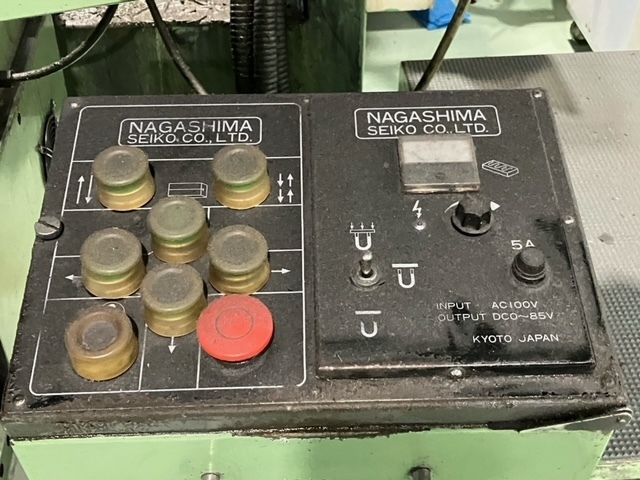 NAGASHIMA
SEIKO CO., LTD.
NAGASHIMA
SEIKO CO., LTD.
5A
INPUT AC100V
OUTPUT DC0~85V
KYOTO JAPAN